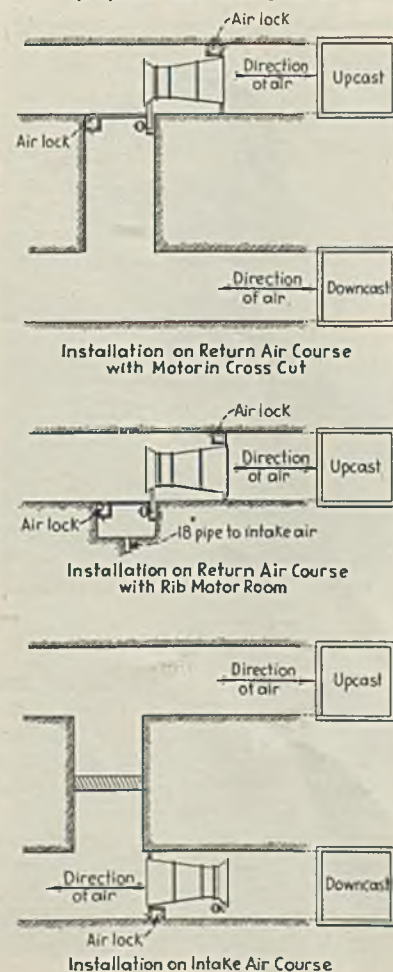 Air lock
Direction
of air
Upcast
Air lock
Direction
of air
Downcast
Installation on Return Air Course
with Motor in Cross Cut
Air lock
Direction
of air
Upcast
Air lock
18" pipe to intake air
Installation on Return Air Course
with Rib Motor Room
Direction
of air
Upcast
Direction
of air
Downcast
Air lock
Installation on Intake Air Course